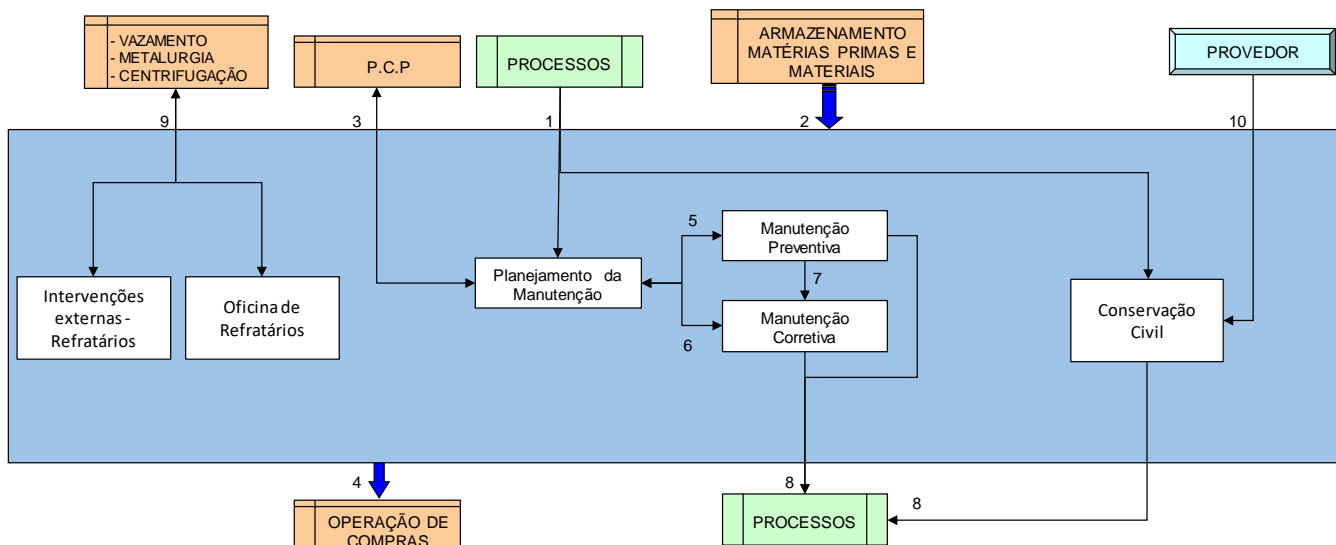 - VAZAMENTO
- METALURGIA
- CENTRIFUGAÇÃO
P.C.P
PROCESSOS
ARMAZENAMENTO
MATÉRIAS PRIMAS E
MATERIAIS
PROVEDOR
9
3
1
2
10
Intervenções
externas -
Refratários
Oficina de
Refratários
Planejamento da
Manutenção
5
Manutenção
Preventiva
7
6
Manutenção
Corretiva
Conservação
Civil
4
OPERAÇÃO DE
COMPRAS
8
PROCESSOS
8